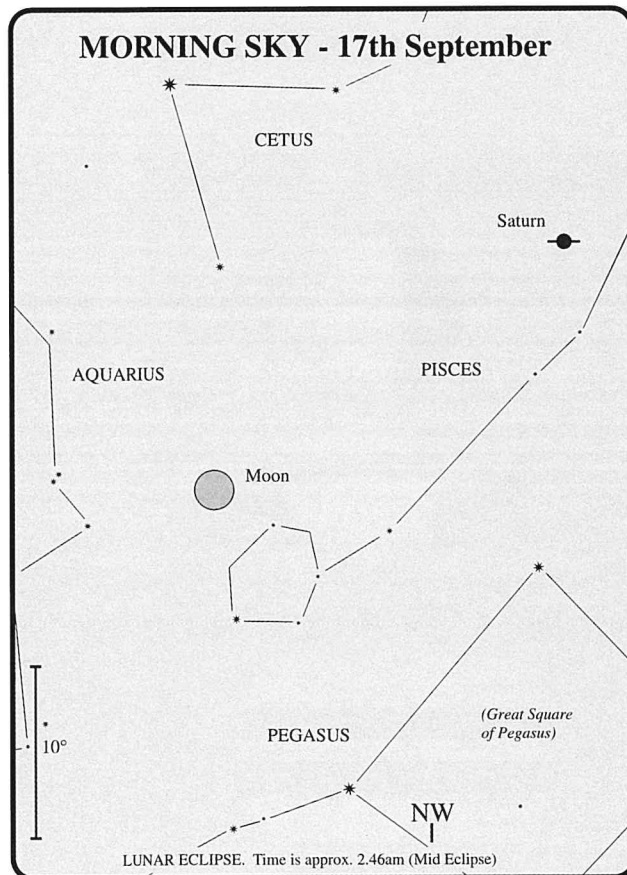 MORNING SKY - 17th September
CETUS
Saturn
AQUARIUS
PISCES
Moon
10°
PEGASUS
(Great Square
of Pegasus)
NW
LUNAR ECLIPSE. Time is approx. 2.46am (Mid Eclipse)